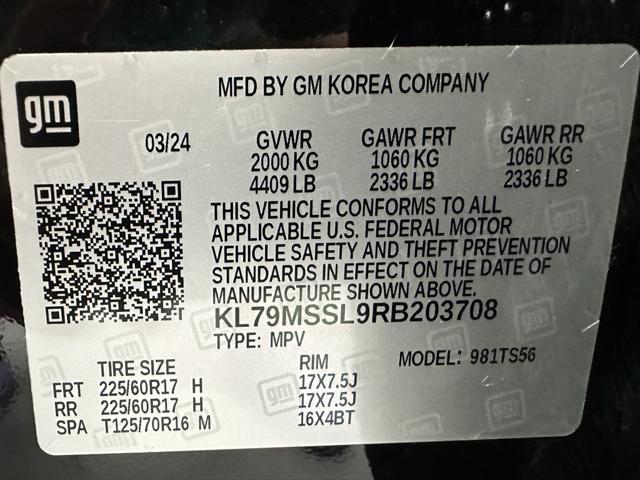 gm
MFD BY GM KOREA COMPANY
03/24 GVWR GAWR FRT GAWR RR
2000 KG 1060 KG 1060 KG
4409 LB 2336 LB 2336 LB
THIS VEHICLE CONFORMS TO ALL
APPLICABLE U.S. FEDERAL MOTOR
VEHICLE SAFETY AND THEFT PREVENTION
STANDARDS IN EFFECT ON THE DATE OF
MANUFACTURE SHOWN ABOVE.
KL79MSSL9RB203708
TYPE: MPV
MODEL: 981TS56
TIRE SIZE RIM
FRT 225/60R17 H 17X7.5J
RR 225/60R17 H 17X7.5J
SPA T125/70R16 M 16X4BT